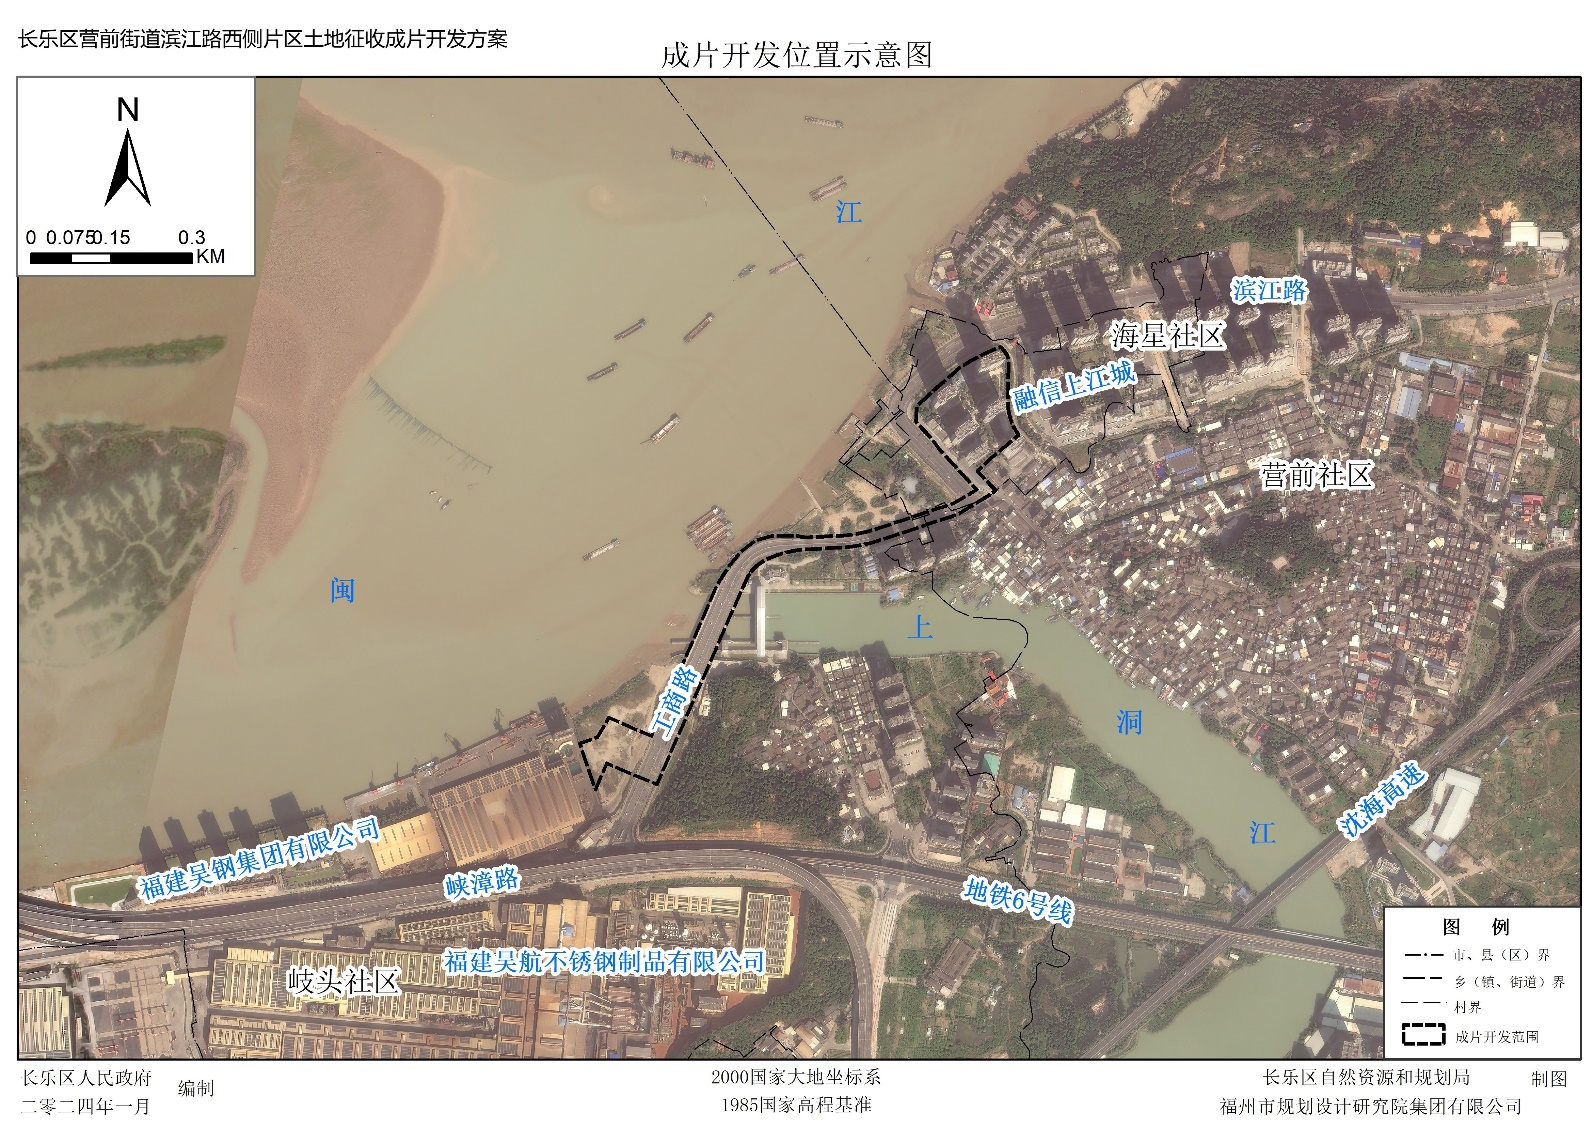 长乐区营前街道滨江路西侧片区土地征收成片开发方案
成片开发位置示意图
N
0 0.075 0.15 0.3
KM
江
滨江路
海星社区
融信上江城
营前社区
闽
上
工商路
洞
江
沈海高速
福建吴钢集团有限公司
峡漳路
地铁6号线
福建吴航不锈钢制品有限公司
岐头社区
图 例
市、县（区）界
乡（镇、街道）界
村界
成片开发范围
长乐区人民政府
二零二四年一月
编制
2000国家大地坐标系
1985国家高程基准
长乐区自然资源和规划局
福州市规划设计研究院集团有限公司
制图